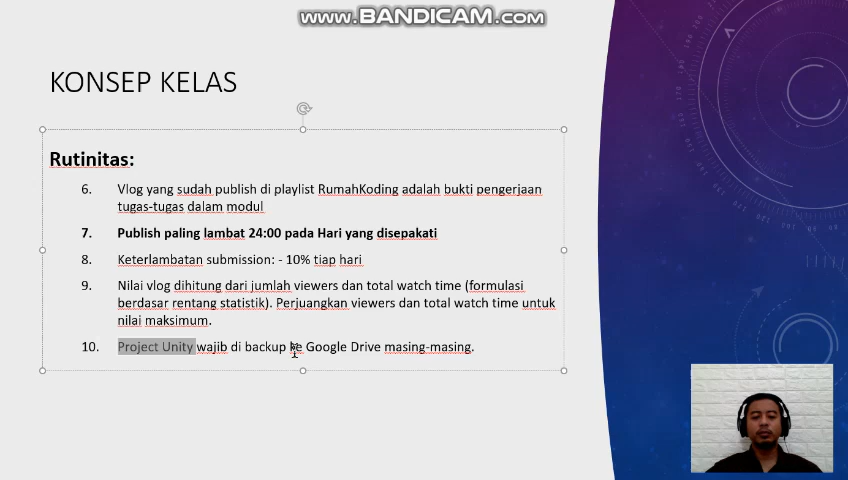 www.BANDICAM.com
KONSEP KELAS
Rutinitas:
6. Vlog yang sudah publish di playlist RumahKoding adalah bukti pengerjaan
tugas-tugas dalam modul
7. Publish paling lambat 24:00 pada Hari yang disepakati
8. Keterlambatan submission: - 10% tiap hari
9. Nilai vlog dihitung dari jumlah viewers dan total watch time (formulasi
berdasar rentang statistik). Perjuangkan viewers dan total watch time untuk
nilai maksimum.
10. Project Unity wajib di backup ke Google Drive masing-masing.